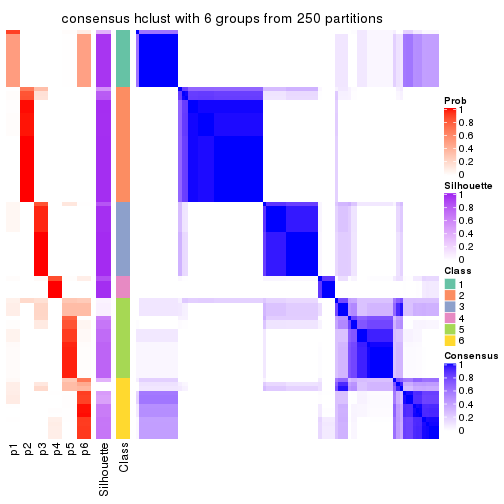 consensus hclust with 6 groups from 250 partitions
Prob
1
0.8
0.6
0.4
0.2
0
Silhouette
1
0.8
0.6
0.4
0.2
0
Class
1
2
3
4
5
6
Consensus
1
0.8
0.6
0.4
0.2
0
p1
p2
p3
p4
p5
p6
Silhouette
Class